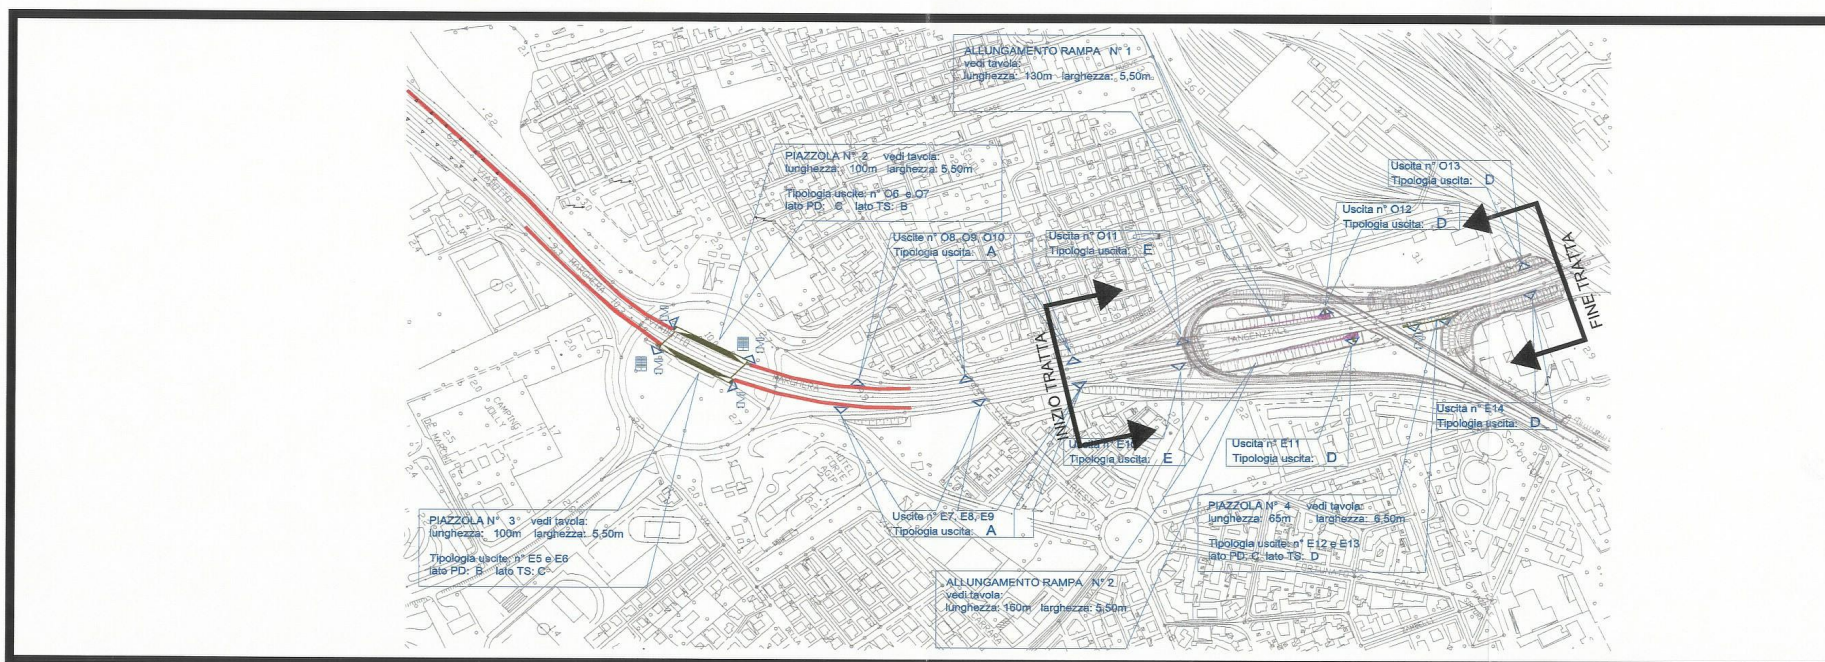 ALLUNGAMENTO RAMPA N° 1
vedi tavola:
lunghezza: 130m larghezza: 5,50m
PIAZZOLA N° 2 vedi tavola:
lunghezza: 100m larghezza: 5,50m
Tipologia uscite: n° O6 e O7
lato PD: C lato TS: B
Uscite n° O8, O9, O10
Tipologia uscita: A
Uscita n° O11
Tipologia uscita: E
Uscita n° O12
Tipologia uscita: D
Uscita n° O13
Tipologia uscita: D
INIZIO TRATTA
FINE TRATTA
TANGENZIALE
VIADOTTO
MARGHERA
MARGHERA
CAMPING
JOLLY
Uscita n° E14
Tipologia uscita: D
Tipologia uscita: E
Uscita n° E11
Tipologia uscita: D
PIAZZOLA N° 3 vedi tavola:
lunghezza: 100m larghezza: 5,50m
Tipologia uscite: n° E5 e E6
lato PD: B lato TS: C
Uscite n° E7, E8, E9
Tipologia uscita: A
PIAZZOLA N° 4 vedi tavola:
lunghezza: 65m larghezza: 6,50m
Tipologia uscite: n° E12 e E13
lato PD: C lato TS: D
ALLUNGAMENTO RAMPA N° 2
vedi tavola:
lunghezza: 160m larghezza: 5,50m